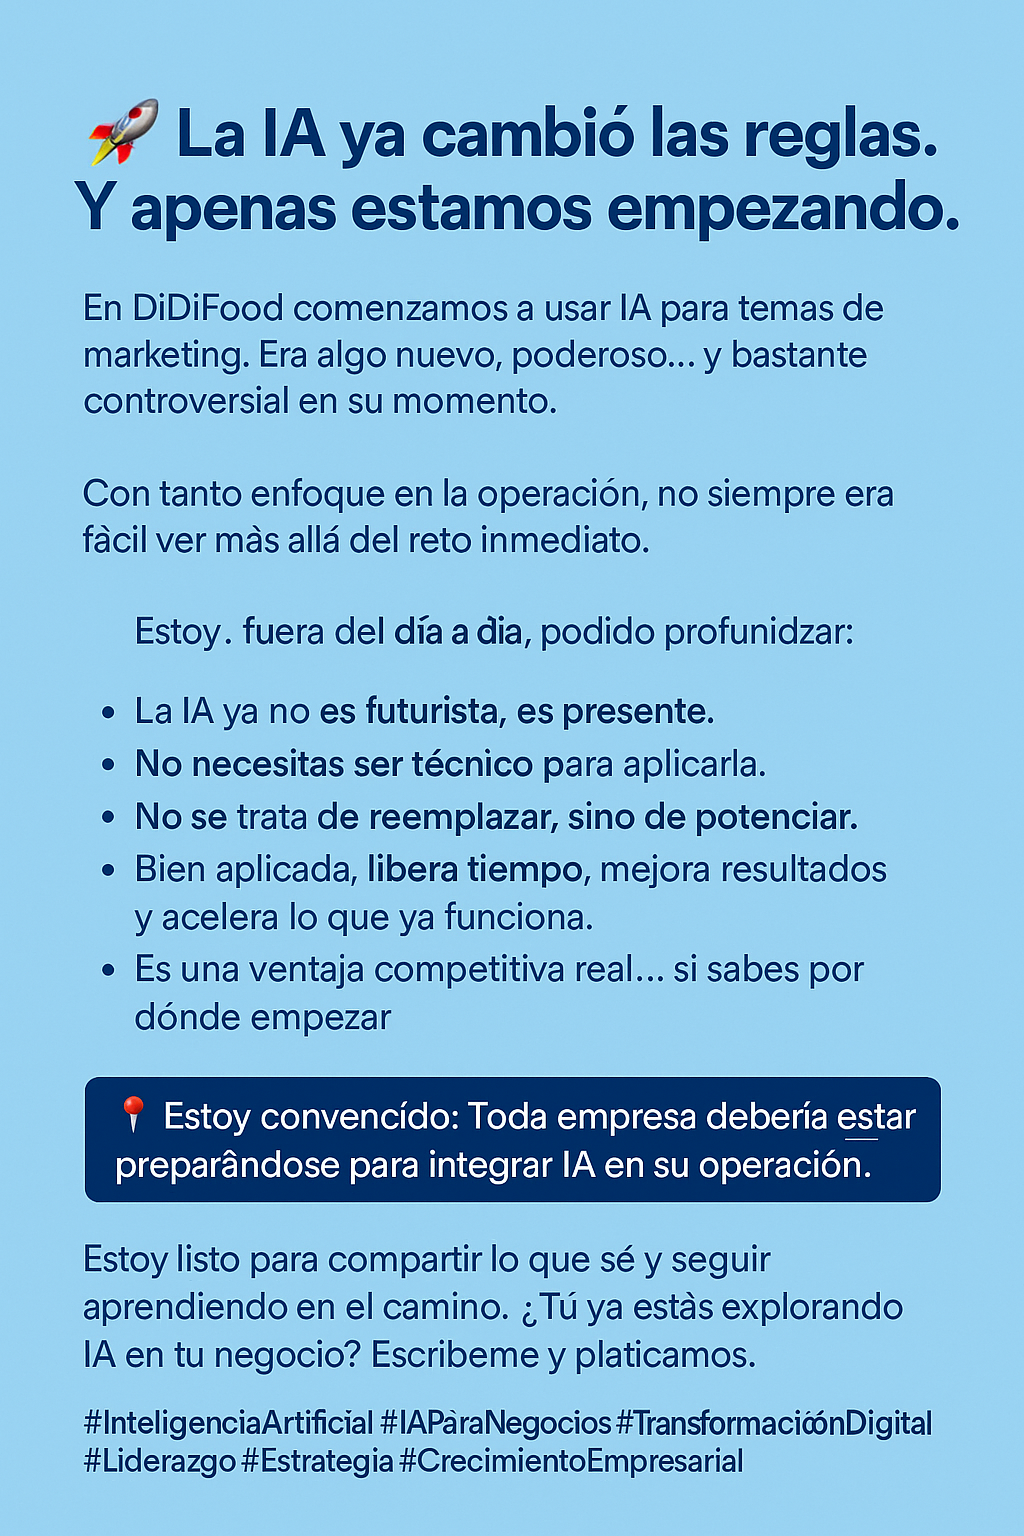 🚀 La IA ya cambió las reglas.
Y apenas estamos empezando.
En DiDiFood comenzamos a usar IA para temas de
marketing. Era algo nuevo, poderoso... y bastante
controversial en su momento.
Con tanto enfoque en la operación, no siempre era
fàcil ver màs allá del reto inmediato.
Estoy. fuera del día a dìa, podido profunidzar:
• La IA ya no es futurista, es presente.
• No necesitas ser técnico para aplicarla.
• No se trata de reemplazar, sino de potenciar.
• Bien aplicada, libera tiempo, mejora resultados
y acelera lo que ya funciona.
• Es una ventaja competitiva real... si sabes por
dónde empezar
📍 Estoy convencído: Toda empresa debería estar
preparândose para integrar IA en su operación.
Estoy listo para compartir lo que sé y seguir
aprendiendo en el camino. ¿Tú ya estàs explorando
IA en tu negocio? Escribeme y platicamos.
#InteligenciaArtificial #IAPàraNegocios #TransformacióónDigital
#Liderazgo #Estrategia #CrecimientoEmpresarial